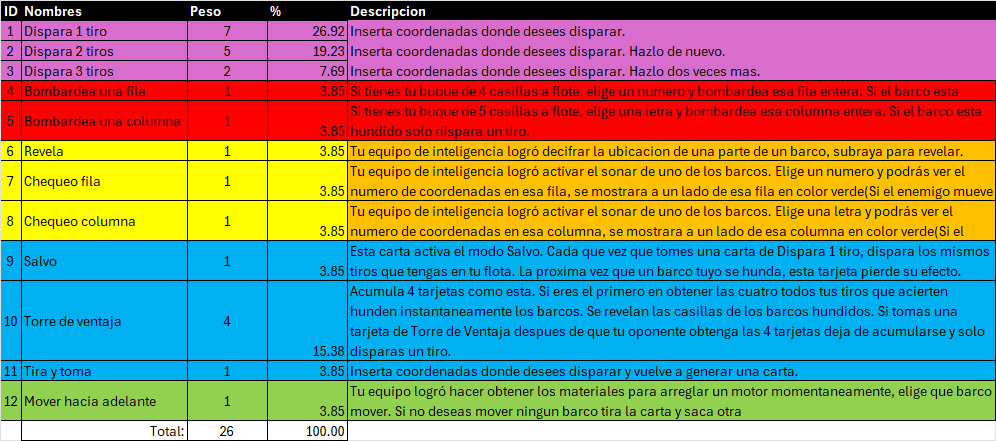 ID Nombres Peso % Descripcion
1 Dispara 1 tiro 7 26.92 Inserta coordenadas donde desees disparar.
2 Dispara 2 tiros 5 19.23 Inserta coordenadas donde desees disparar. Hazlo de nuevo.
3 Dispara 3 tiros 2 7.69 Inserta coordenadas donde desees disparar. Hazlo dos veces mas.
4 Bombardea una fila 1 3.85 Si tienes tu buque de 4 casillas a flote, elige un numero y bombardea esa fila entera. Si el barco esta
5 Bombardea una columna 1 3.85 Si tienes tu buque de 5 casillas a flote, elige una letra y bombardea esa columna entera. Si el barco esta
hundido solo dispara un tiro.
6 Revela 1 3.85 Tu equipo de inteligencia logró decifrar la ubicacion de una parte de un barco, subraya para revelar.
7 Chequeo fila 1 3.85 Tu equipo de inteligencia logró activar el sonar de uno de los barcos. Elige un numero y podrás ver el
numero de coordenadas en esa fila, se mostrara a un lado de esa fila en color verde(Si el enemigo mueve
8 Chequeo columna 1 3.85 Tu equipo de inteligencia logró activar el sonar de uno de los barcos. Elige una letra y podrás ver el
numero de coordenadas en esa columna, se mostrara a un lado de esa columna en color verde(Si el
9 Salvo 1 3.85 Esta carta activa el modo Salvo. Cada que vez que tomes una carta de Dispara 1 tiro, dispara los mismos
tiros que tengas en tu flota. La proxima vez que un barco tuyo se hunda, esta tarjeta pierde su efecto.
10 Torre de ventaja 4 15.38 Acumula 4 tarjetas como esta. Si eres el primero en obtener las cuatro todos tus tiros que acierten
hunden instantaneamente los barcos. Se revelan las casillas de los barcos hundidos. Si tomas una
tarjeta de Torre de Ventaja despues de que tu oponente obtenga las 4 tarjetas deja de acumularse y solo
disparas un tiro.
11 Tira y toma 1 3.85 Inserta coordenadas donde desees disparar y vuelve a generar una carta.
12 Mover hacia adelante 1 3.85 Tu equipo logró hacer obtener los materiales para arreglar un motor momentaneamente, elige que barco
mover. Si no deseas mover ningun barco tira la carta y saca otra
Total: 26 100.00